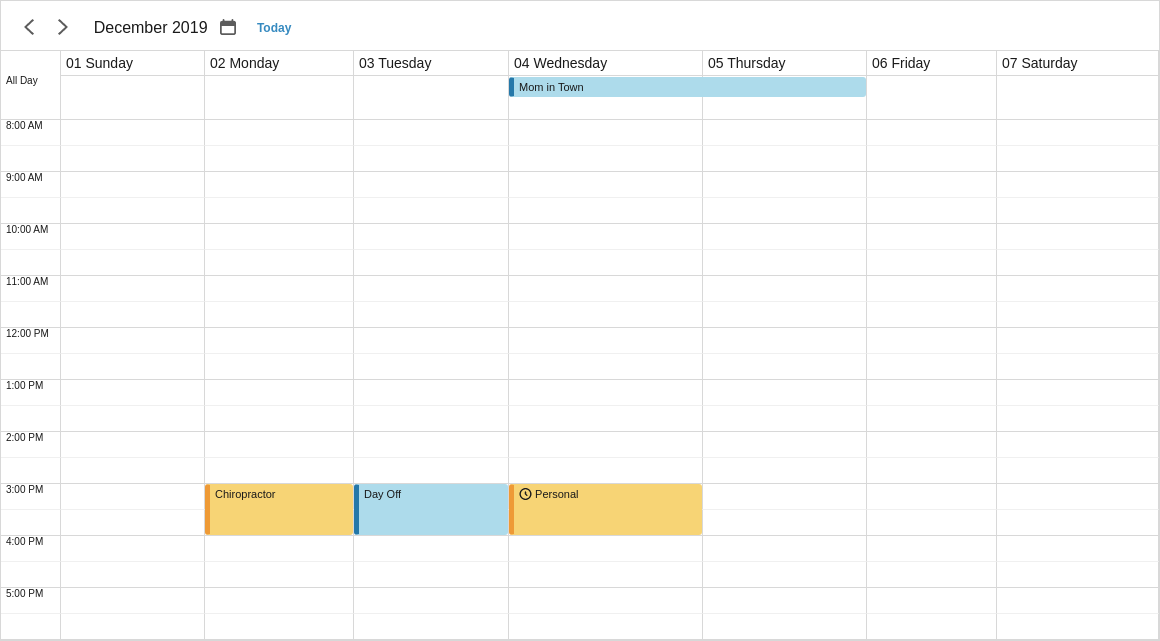 December 2019 Today
01 Sunday 02 Monday 03 Tuesday 04 Wednesday 05 Thursday 06 Friday 07 Saturday
All Day Mom in Town
8:00 AM
9:00 AM
10:00 AM
11:00 AM
12:00 PM
1:00 PM
2:00 PM
3:00 PM Chiropractor Day Off Personal
4:00 PM
5:00 PM